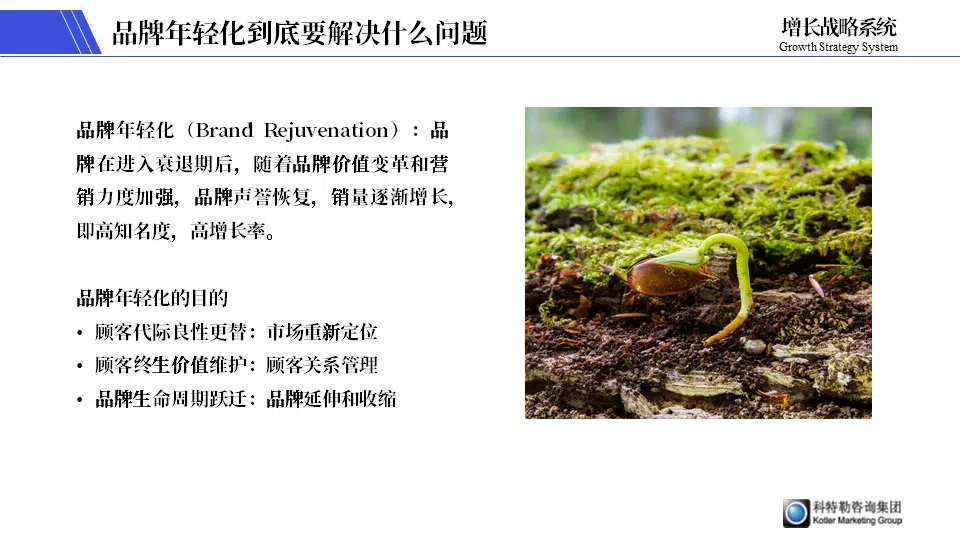 品牌年轻化到底要解决什么问题
增长战略系统
Growth Strategy System
品牌年轻化（Brand Rejuvenation）：品
牌在进入衰退期后，随着品牌价值变革和营
销力度加强，品牌声誉恢复，销量逐渐增长，
即高知名度，高增长率。
品牌年轻化的目的
• 顾客代际良性更替：市场重新定位
• 顾客终生价值维护：顾客关系管理
• 品牌生命周期跃迁：品牌延伸和收缩
科特勒咨询集团
Kotler Marketing Group